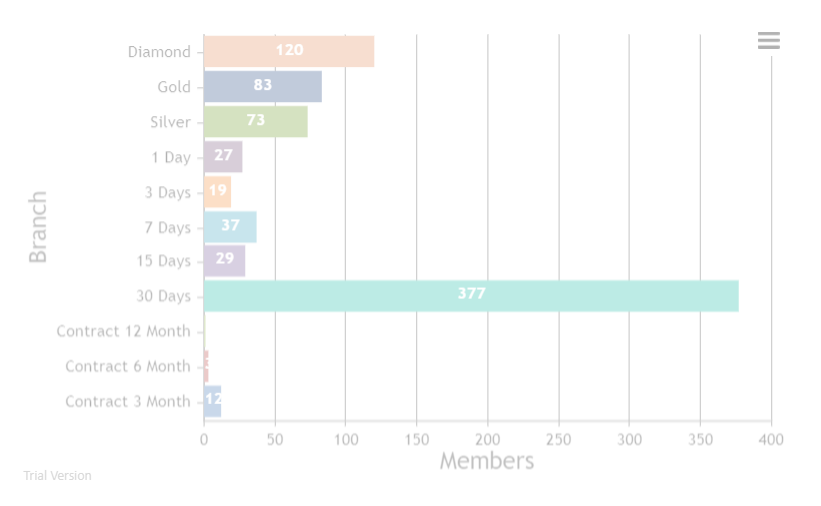 Diamond 120
Gold 83
Silver 73
1 Day 27
3 Days 19
7 Days 37
15 Days 29
30 Days 377
Contract 12 Month
Contract 6 Month
Contract 3 Month 12
Branch
0 50 100 150 200 250 300 350 400
Members
Trial Version